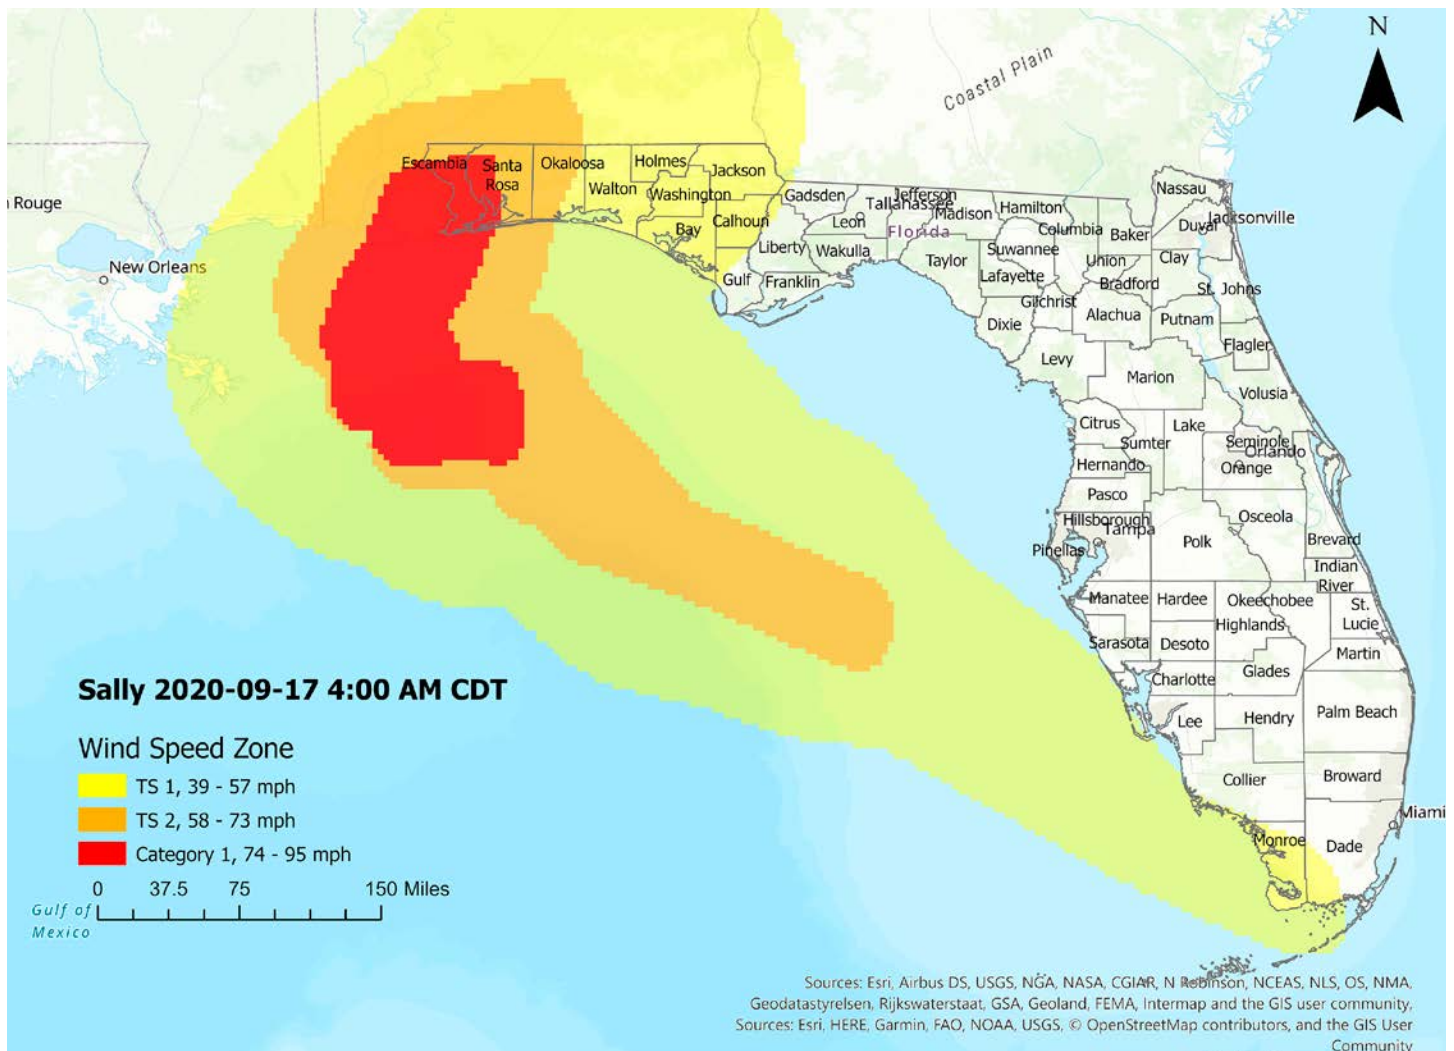 N
Coastal Plain
Escambia
Santa
Rosa
Okaloosa
Holmes
Jackson
Walton
Washington
Bay
Calhoun
Gadsden
Jefferson
Tallahassee
Leon
Madison
Hamilton
Nassau
Jacksonville
Duval
n Rouge
New Orleans
Liberty
Wakulla
Florida
Suwannee
Columbia
Baker
Gulf
Franklin
Taylor
Lafayette
Union
Clay
Bradford
Gilchrist
St. Johns
Dixie
Alachua
Putnam
Flagler
Levy
Marion
Volusia
Citrus
Lake
Sumter
Seminole
Orlando
Orange
Hernando
Pasco
Hillsborough
Tampa
Pinellas
Polk
Osceola
Brevard
Indian
River
Manatee
Hardee
Okeechobee
St.
Lucie
Highlands
Sarasota
Desoto
Martin
Charlotte
Glades
Lee
Hendry
Palm Beach
Collier
Broward
Miami
Monroe
Dade
Sally 2020-09-17 4:00 AM CDT
Wind Speed Zone
TS 1, 39 - 57 mph
TS 2, 58 - 73 mph
Category 1, 74 - 95 mph
0 37.5 75 150 Miles
Gulf of
Mexico
Sources: Esri, Airbus DS, USGS, NGA, NASA, CGIAR, N Robinson, NCEAS, NLS, OS, NMA,
Geodatastyrelsen, Rijkswaterstaat, GSA, Geoland, FEMA, Intermap and the GIS user community,
Sources: Esri, HERE, Garmin, FAO, NOAA, USGS, © OpenStreetMap contributors, and the GIS User
Community